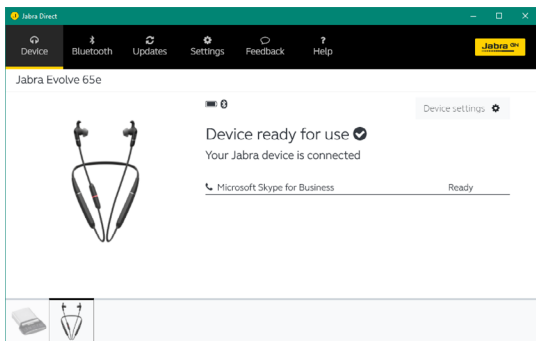 Jabra Direct
Device
Bluetooth
Updates
Settings
Feedback
Help
Jabra GN
Jabra Evolve 65e
Device settings
Device ready for use
Your Jabra device is connected
Microsoft Skype for Business Ready